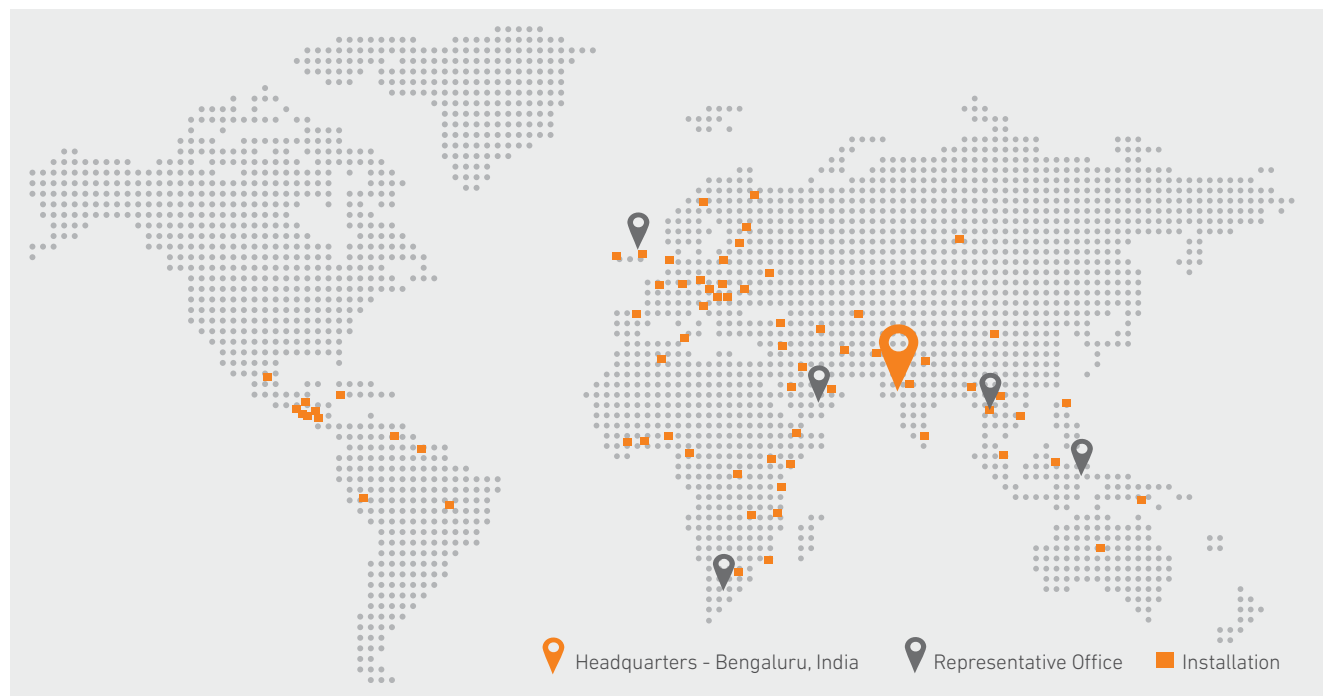 Headquarters - Bengaluru, India
Representative Office
Installation